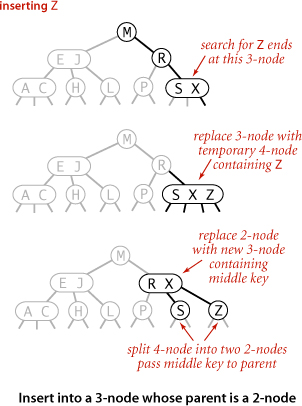 inserting Z
M
R
E J
search for Z ends
at this 3-node
A C H L P S X
M
replace 3-node with
temporary 4-node
containing Z
E J R
A C H L P S X Z
replace 2-node
with new 3-node
containing
middle key
M
E J R X
A C H L P S Z
split 4-node into two 2-nodes
pass middle key to parent
Insert into a 3-node whose parent is a 2-node